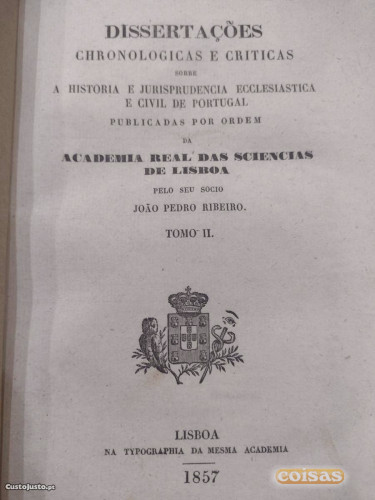 DISSERTAÇÕES
CHRONOLOGICAS E CRITICAS
SOBRE
A HISTORIA E JURISPRUDENCIA ECCLESIASTICA
E CIVIL DE PORTUGAL
PUBLICADAS POR ORDEM
DA
ACADEMIA REAL DAS SCIENCIAS
DE LISBOA
PELO SEU SOCIO
JOÃO PEDRO RIBEIRO.
TOMO II.
LISBOA
NA TYPOGRAPHIA DA MESMA ACADEMIA
1857
CustoJusto.pt
coisas